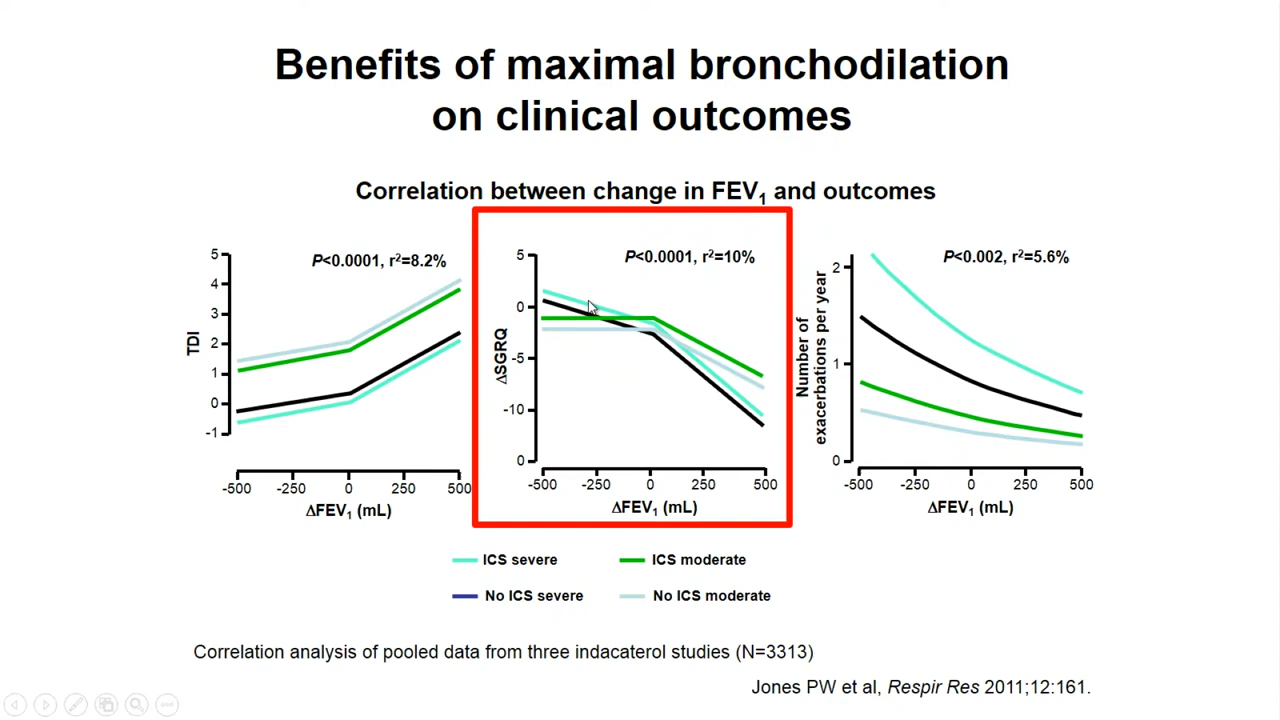 Benefits of maximal bronchodilation
on clinical outcomes
Correlation between change in FEV₁ and outcomes
P<0.0001, r²=8.2%
5
4
3
2
1
0
-1
TDI
-500 -250 0 250 500
ΔFEV₁ (mL)
P<0.0001, r²=10%
5
0
-5
-10
0
ΔSGRQ
-500 -250 0 250 500
ΔFEV₁ (mL)
P<0.002, r²=5.6%
2
1
0
Number of
exacerbations per year
-500 -250 0 250 500
ΔFEV₁ (mL)
ICS severe ICS moderate
No ICS severe No ICS moderate
Correlation analysis of pooled data from three indacaterol studies (N=3313)
Jones PW et al, Respir Res 2011;12:161.